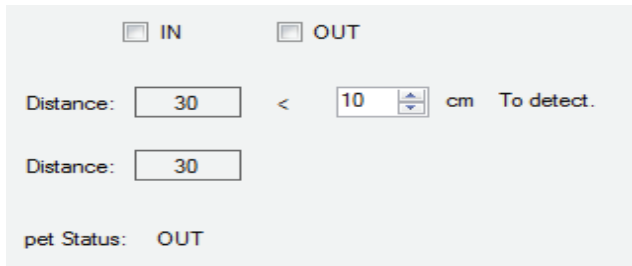 IN OUT
Distance: 30 < 10 cm To detect.
Distance: 30
pet Status: OUT